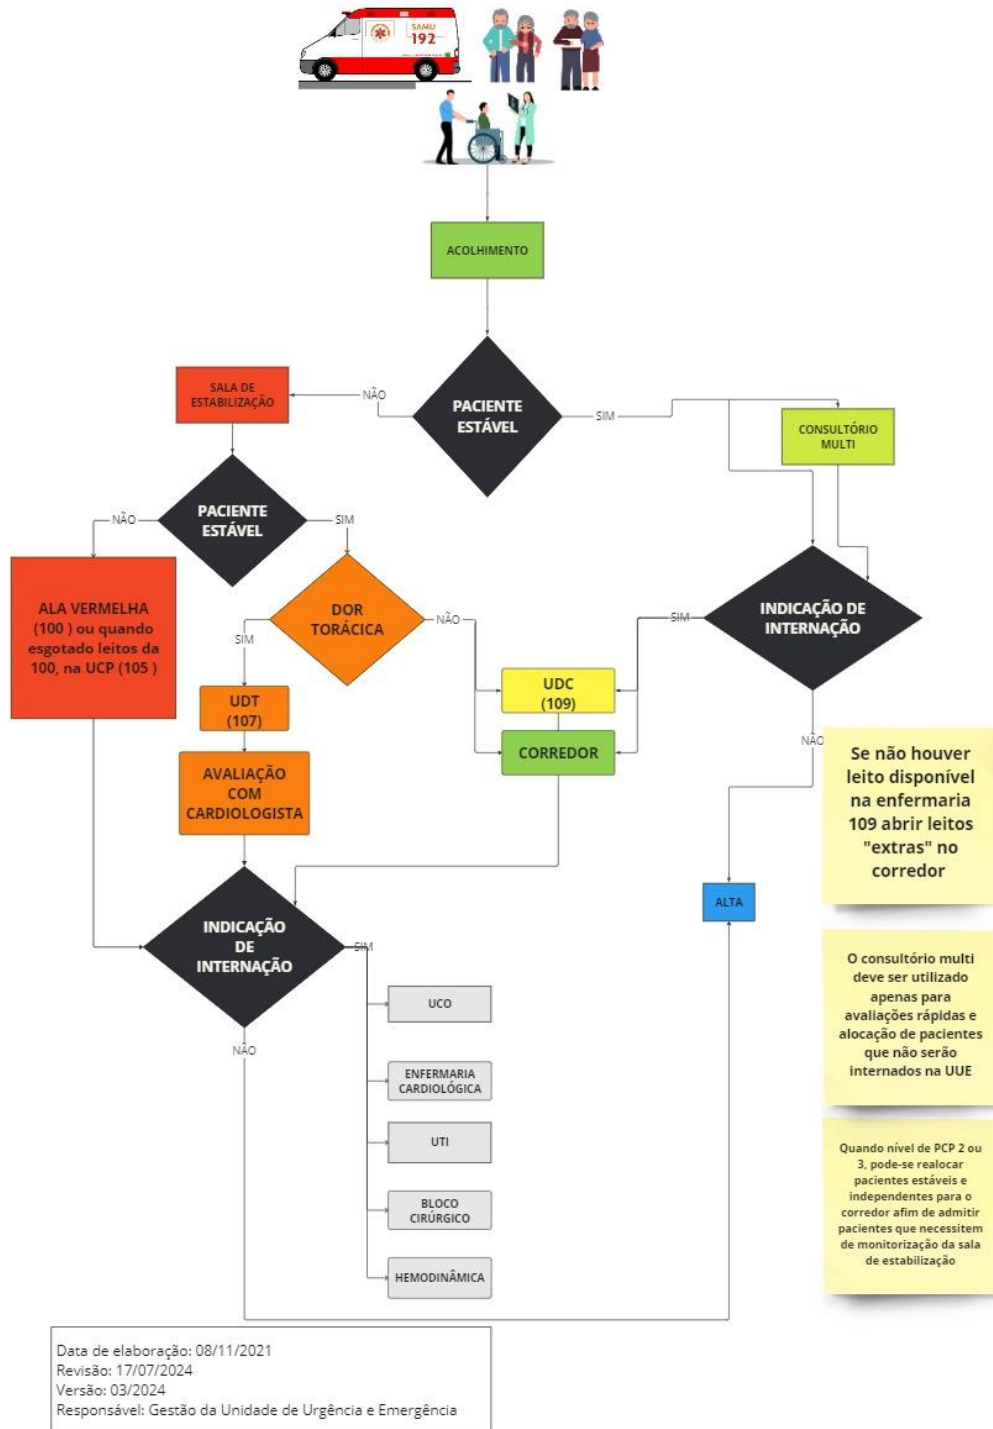 SAMU
192
ACOLHIMENTO
SALA DE
ESTABILIZAÇÃO
NÃO
PACIENTE
ESTÁVEL
SIM
CONSULTÓRIO
MULTI
PACIENTE
ESTÁVEL
NÃO
SIM
ALA VERMELHA
(100 ) ou quando
esgotado leitos da
100, na UCP (105 )
DOR
TORÁCICA
SIM
NÃO
INDICAÇÃO DE
INTERNAÇÃO
SIM
NÃO
UDT
(107)
UDC
(109)
CORREDOR
AVALIAÇÃO
COM
CARDIOLOGISTA
Se não houver
leito disponível
na enfermaria
109 abrir leitos
"extras" no
corredor
ALTA
INDICAÇÃO
DE
INTERNAÇÃO
SIM
NÃO
UCO
ENFERMARIA
CARDIOLÓGICA
UTI
BLOCO
CIRÚRGICO
HEMODINÂMICA
O consultório multi
deve ser utilizado
apenas para
avaliações rápidas e
alocação de pacientes
que não serão
internados na UUE
Quando nível de PCP 2 ou
3, pode-se realocar
pacientes estáveis e
independentes para o
corredor afim de admitir
pacientes que necessitem
de monitorização da sala
de estabilização
Data de elaboração: 08/11/2021
Revisão: 17/07/2024
Versão: 03/2024
Responsável: Gestão da Unidade de Urgência e Emergência